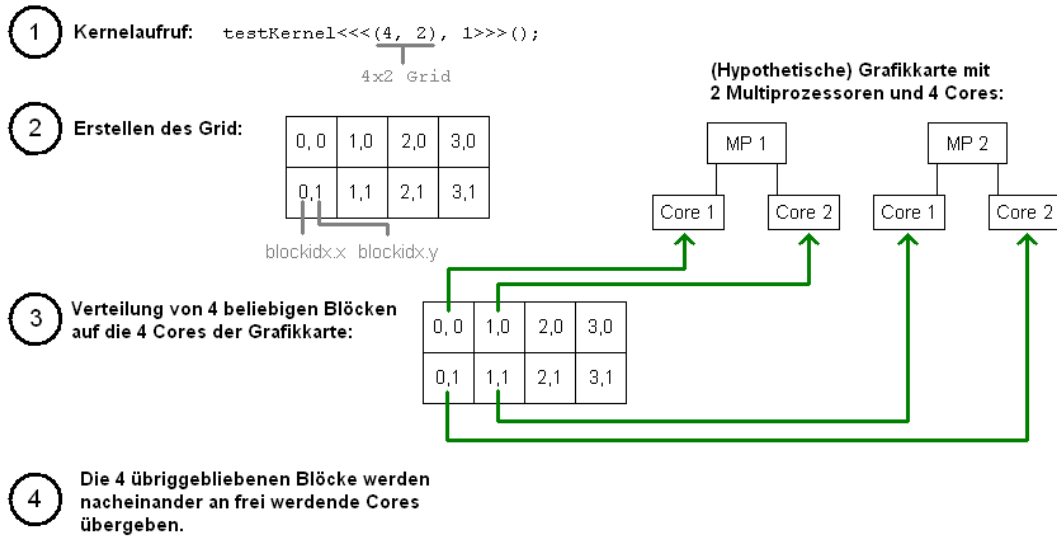 1
Kernelaufruf: testKernel<<<(4, 2), 1>>>();
4x2 Grid
(Hypothetische) Grafikkarte mit
2 Multiprozessoren und 4 Cores:
2
Erstellen des Grid:
0, 0 1,0 2,0 3,0
0,1 1,1 2,1 3,1
blockidx.x blockidx.y
MP 1 MP 2
Core 1 Core 2 Core 1 Core 2
3
Verteilung von 4 beliebigen Blöcken
auf die 4 Cores der Grafikkarte:
0, 0 1,0 2,0 3,0
0,1 1,1 2,1 3,1
4
Die 4 übriggebliebenen Blöcke werden
nacheinander an frei werdende Cores
übergeben.